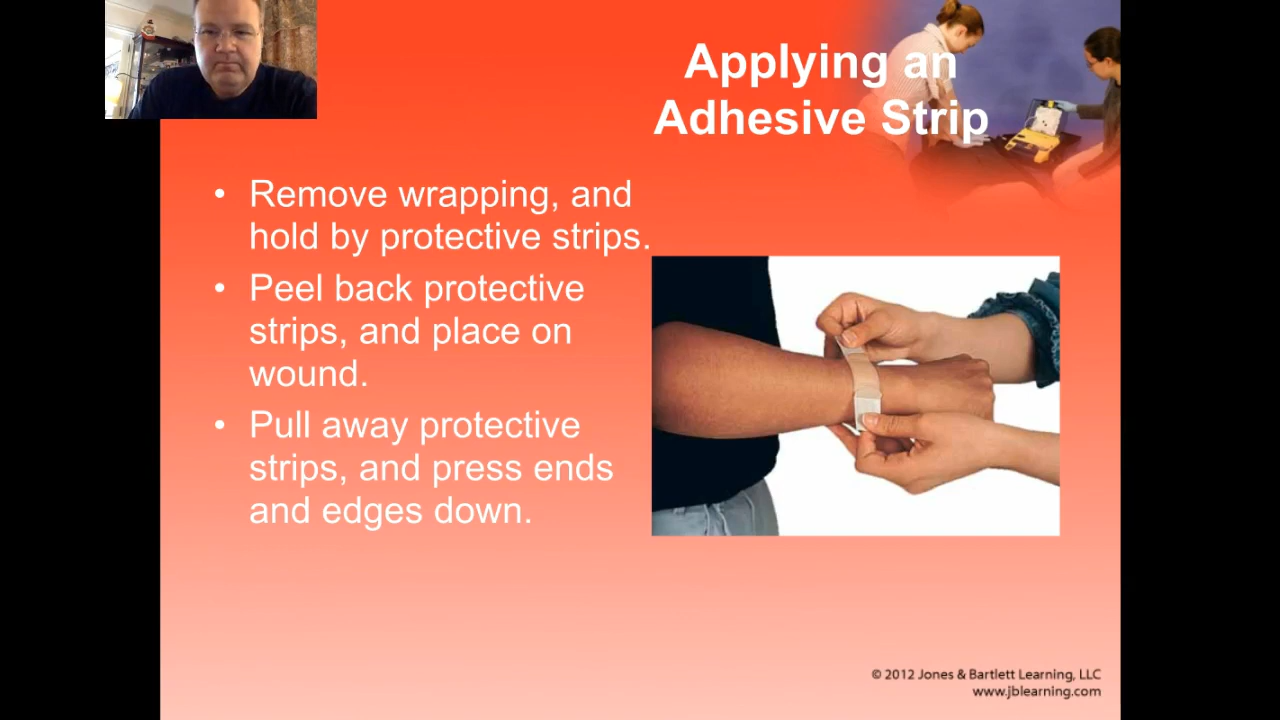 Applying an
Adhesive Strip
• Remove wrapping, and
hold by protective strips.
• Peel back protective
strips, and place on
wound.
• Pull away protective
strips, and press ends
and edges down.
© 2012 Jones & Bartlett Learning, LLC
www.jblearning.com